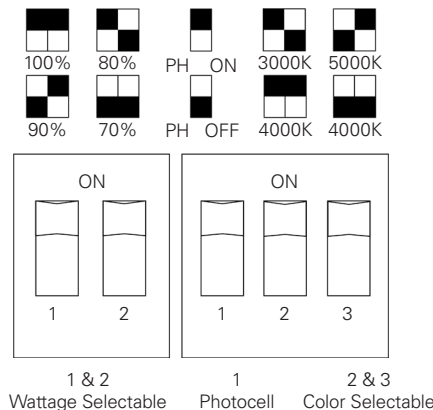 100% 80% PH ON 3000K 5000K
90% 70% PH OFF 4000K 4000K
ON ON
1 2 1 2 3
1 & 2 1 2 & 3
Wattage Selectable Photocell Color Selectable